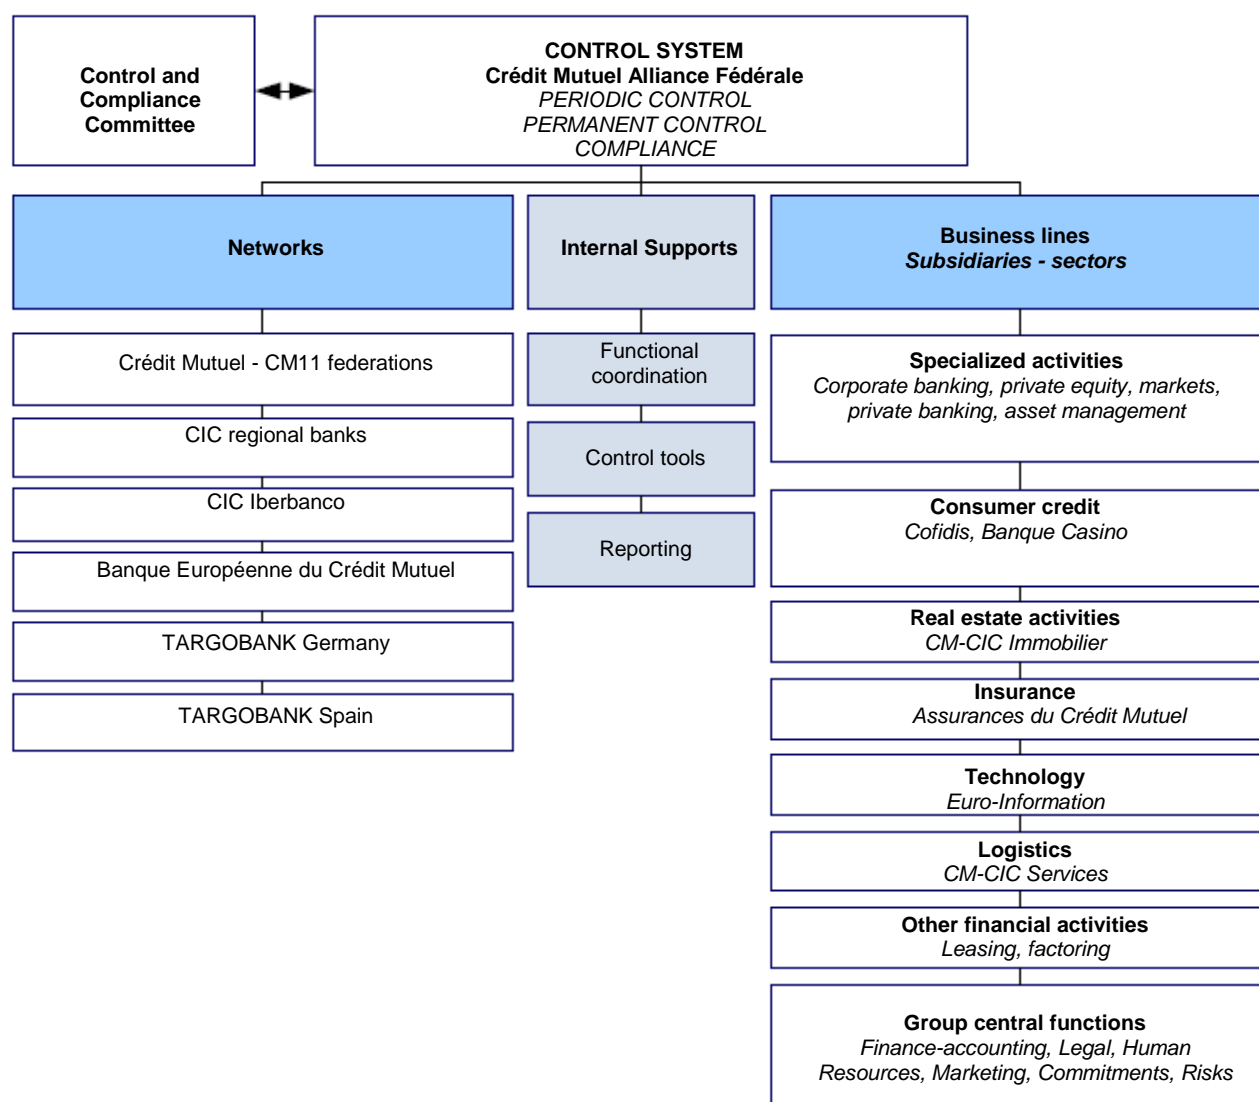 Control and
Compliance
Committee
CONTROL SYSTEM
Crédit Mutuel Alliance Fédérale
PERIODIC CONTROL
PERMANENT CONTROL
COMPLIANCE
Networks
Crédit Mutuel - CM11 federations
CIC regional banks
CIC Iberbanco
Banque Européenne du Crédit Mutuel
TARGOBANK Germany
TARGOBANK Spain
Internal Supports
Functional
coordination
Control tools
Reporting
Business lines
Subsidiaries - sectors
Specialized activities
Corporate banking, private equity, markets,
private banking, asset management
Consumer credit
Cofidis, Banque Casino
Real estate activities
CM-CIC Immobilier
Insurance
Assurances du Crédit Mutuel
Technology
Euro-Information
Logistics
CM-CIC Services
Other financial activities
Leasing, factoring
Group central functions
Finance-accounting, Legal, Human
Resources, Marketing, Commitments, Risks